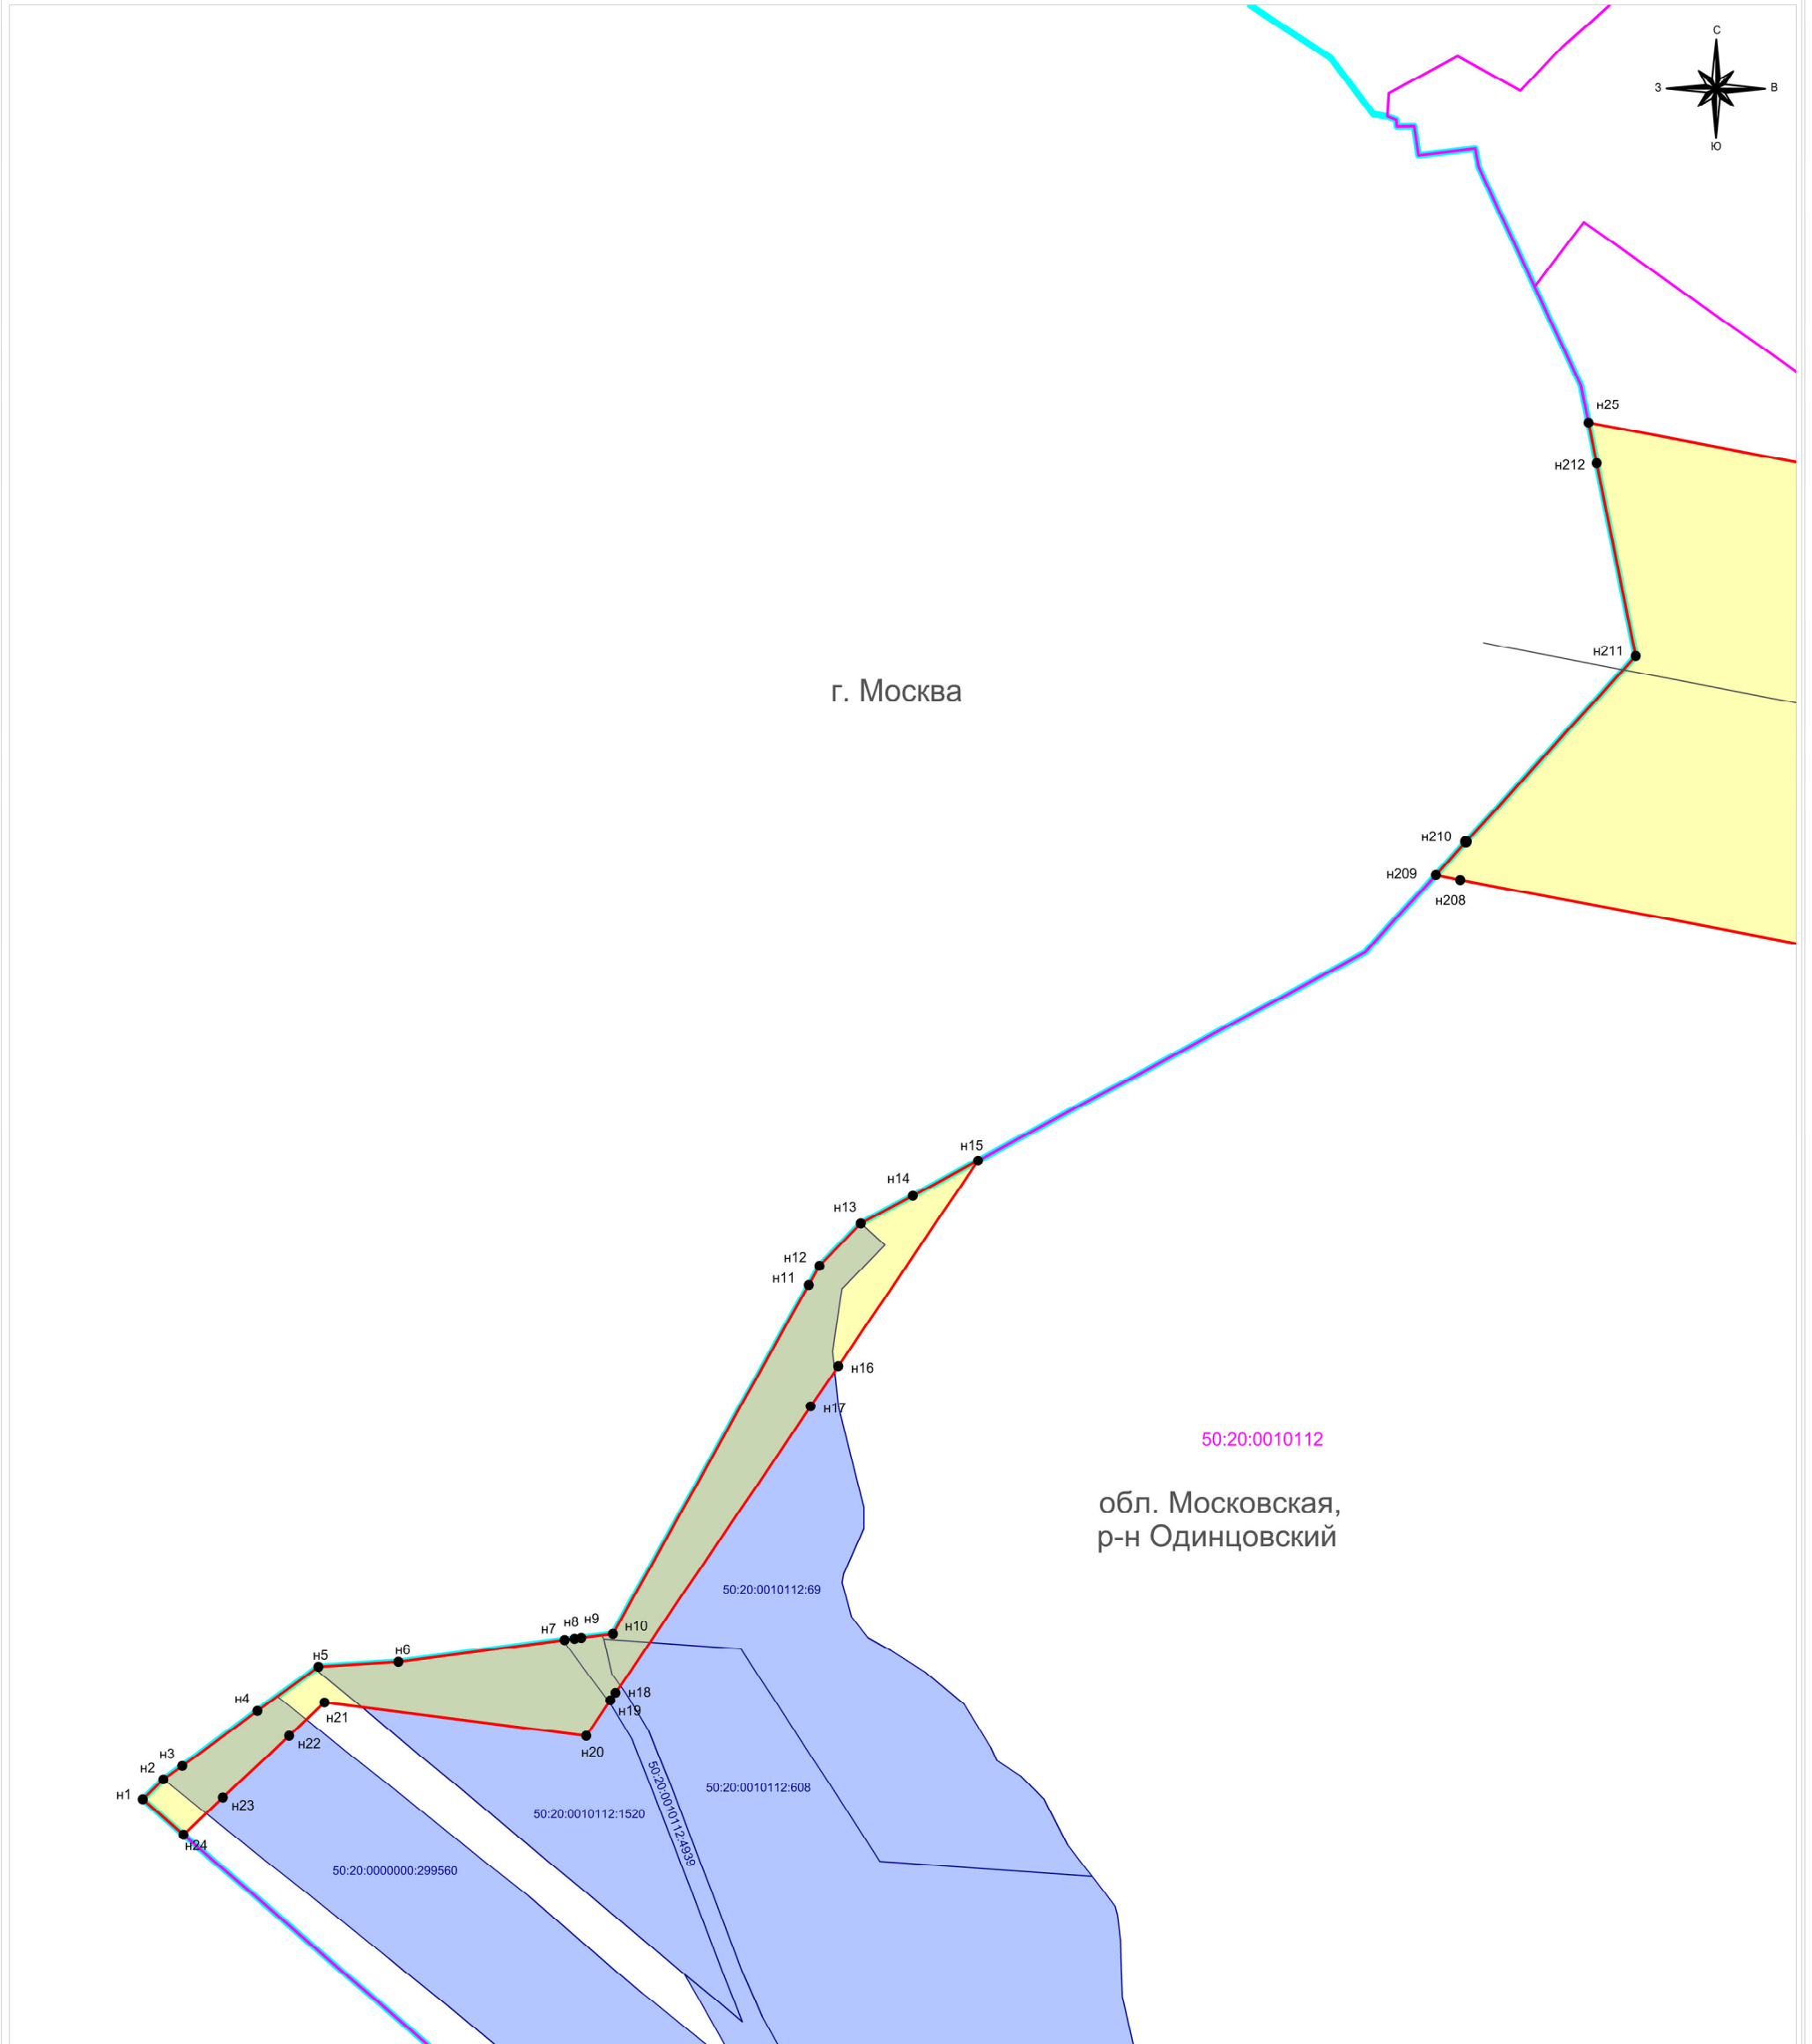 С
З
В
Ю
н25
н212
н211
г. Москва
н210
н209
н208
н15
н14
н13
н12
н11
н16
н17
50:20:0010112
обл. Московская,
р-н Одинцовский
50:20:0010112:69
н10
н9
н8
н7
н6
н5
н4
н18
н19
н21
н20
н22
н3
н2
н1
н23
н24
50:20:0010112:4939
50:20:0010112:608
50:20:0010112:1520
50:20:0000000:299560